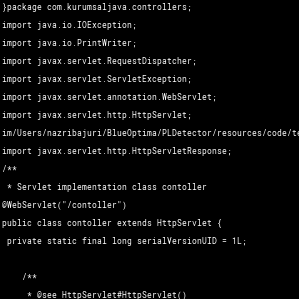 }package com.kurumsaljava.controllers;
import java.io.IOException;
import java.io.PrintWriter;
import javax.servlet.RequestDispatcher;
import javax.servlet.ServletException;
import javax.servlet.annotation.WebServlet;
import javax.servlet.http.HttpServlet;
im/Users/nazribajuri/BlueOptima/PLDetector/resources/code/te
import javax.servlet.http.HttpServletResponse;
/**
* Servlet implementation class contoller
@WebServlet("/contoller")
public class contoller extends HttpServlet {
private static final long serialVersionUID = 1L;
/**
* @see HttpServlet#HttpServlet()